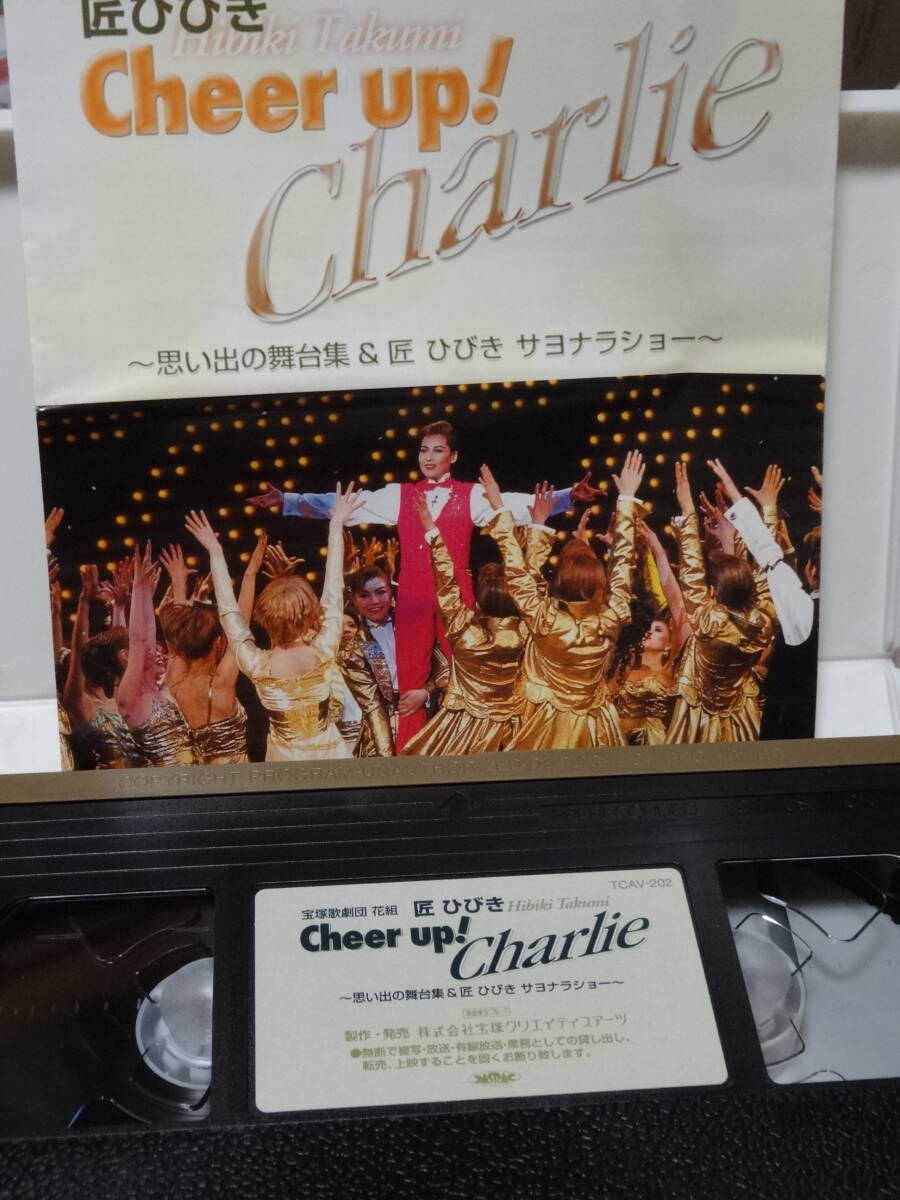 匠ひびき
Hibiki Takumi
Cheer up!
Charlie
～思い出の舞台集 & 匠 ひびき サヨナラショー～
TCAV-202
宝塚歌劇団 花組 匠 ひびき Hibiki Takumi
Cheer up!
Charlie
～思い出の舞台集 & 匠 ひびき サヨナラショー～
製作・発売 株式会社宝塚クリエイティブアーツ
●無断で複写・放送・有線放送・業務としての貸し出し、
転売、上映することを固くお断り致します。
JASRAC